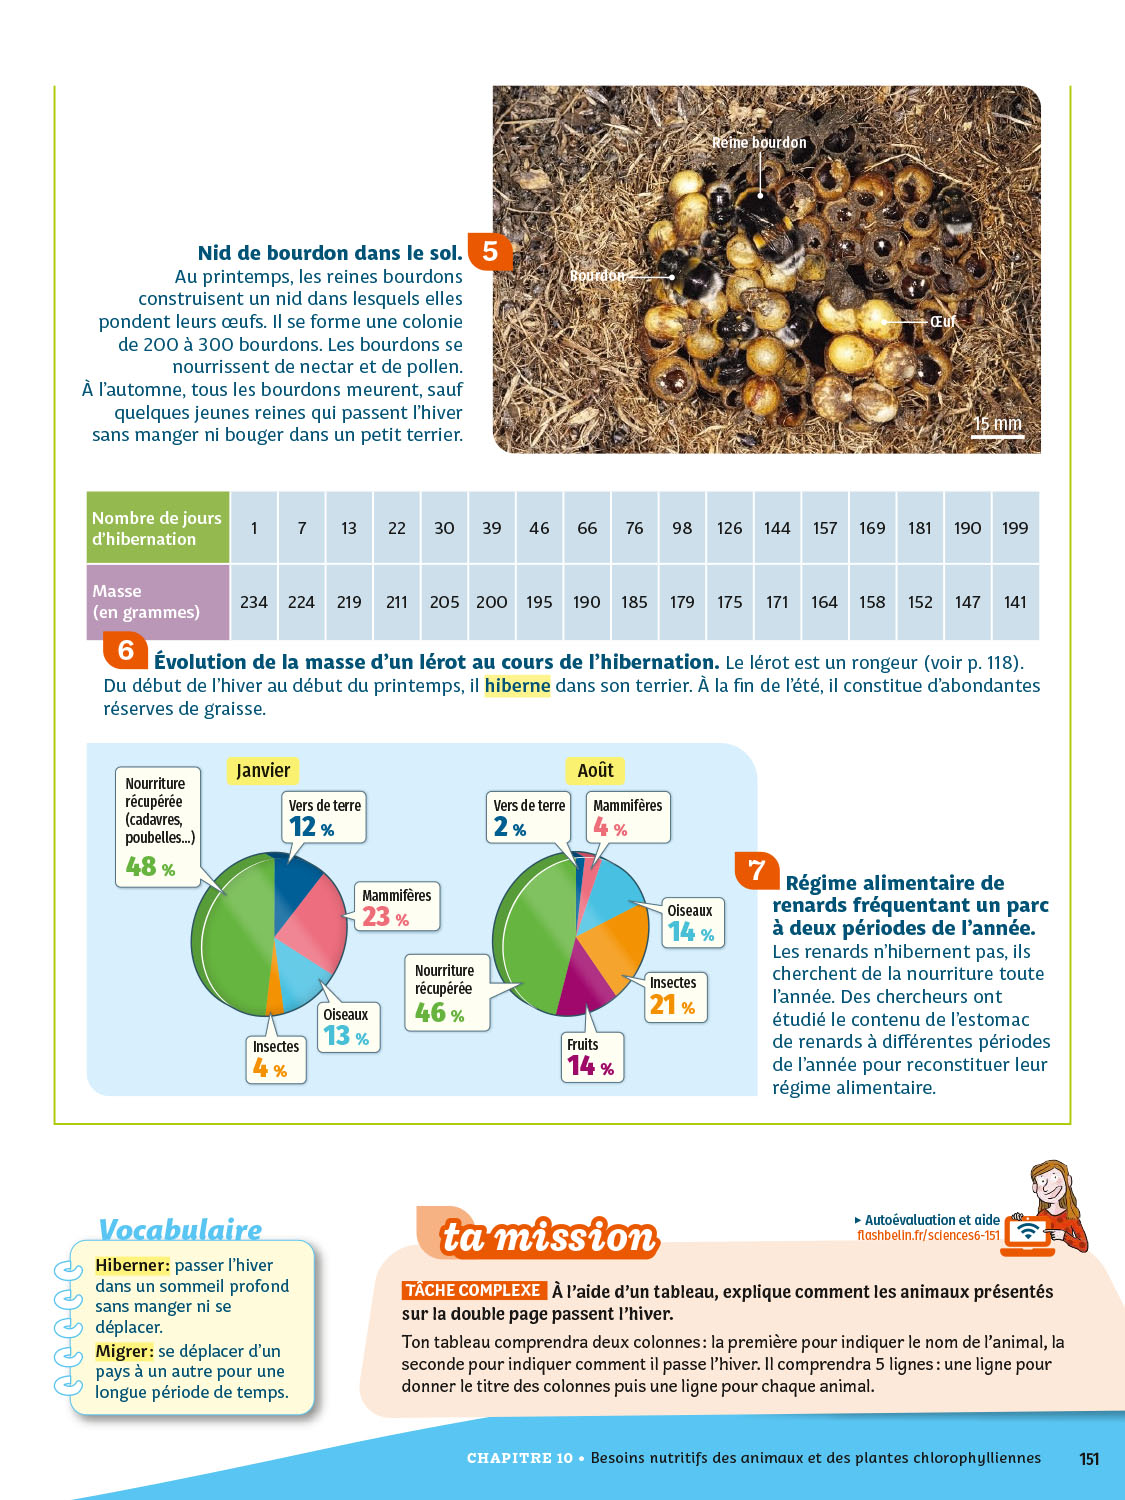 Reine bourdon
Bourdon
Œuf
15 mm
5
Nid de bourdon dans le sol.
Au printemps, les reines bourdons
construisent un nid dans lesquels elles
pondent leurs œufs. Il se forme une colonie
de 200 à 300 bourdons. Les bourdons se
nourrissent de nectar et de pollen.
À l’automne, tous les bourdons meurent, sauf
quelques jeunes reines qui passent l’hiver
sans manger ni bouger dans un petit terrier.
Nombre de jours
d’hibernation
1 7 13 22 30 39 46 66 76 98 126 144 157 169 181 190 199
Masse
(en grammes)
234 224 219 211 205 200 195 190 185 179 175 171 164 158 152 147 141
6 Évolution de la masse d’un lérot au cours de l’hibernation. Le lérot est un rongeur (voir p. 118).
Du début de l’hiver au début du printemps, il hiberne dans son terrier. À la fin de l’été, il constitue d’abondantes
réserves de graisse.
Janvier
Nourriture
récupérée
(cadavres,
poubelles...)
48 %
Vers de terre
12 %
Mammifères
23 %
Oiseaux
13 %
Insectes
4 %
Août
Vers de terre
2 %
Mammifères
4 %
Oiseaux
14 %
Insectes
21 %
Fruits
14 %
Nourriture
récupérée
46 %
7
Régime alimentaire de
renards fréquentant un parc
à deux périodes de l’année.
Les renards n’hibernent pas, ils
cherchent de la nourriture toute
l’année. Des chercheurs ont
étudié le contenu de l’estomac
de renards à différentes périodes
de l’année pour reconstituer leur
régime alimentaire.
Vocabulaire
Hiberner : passer l’hiver
dans un sommeil profond
sans manger ni se
déplacer.
Migrer : se déplacer d’un
pays à un autre pour une
longue période de temps.
ta mission
▸ Autoévaluation et aide
flashbelin.fr/sciences6-151
TÂCHE COMPLEXE À l’aide d’un tableau, explique comment les animaux présentés
sur la double page passent l’hiver.
Ton tableau comprendra deux colonnes : la première pour indiquer le nom de l’animal, la
seconde pour indiquer comment il passe l’hiver. Il comprendra 5 lignes : une ligne pour
donner le titre des colonnes puis une ligne pour chaque animal.
CHAPITRE 10 • Besoins nutritifs des animaux et des plantes chlorophylliennes
151